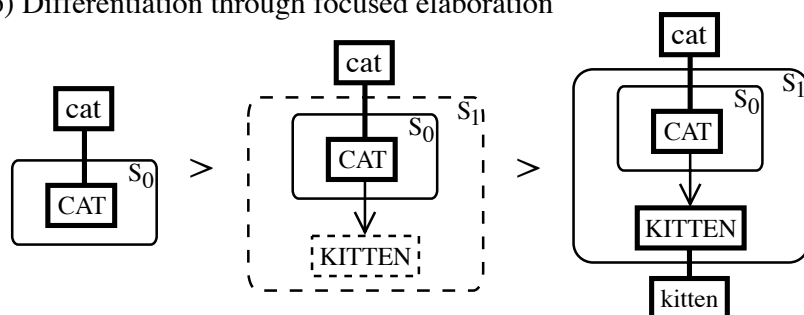 ) Differentiation through focused elaboration
cat
S0
CAT
>
cat
S1
S0
CAT
KITTEN
>
cat
S1
S0
CAT
KITTEN
kitten